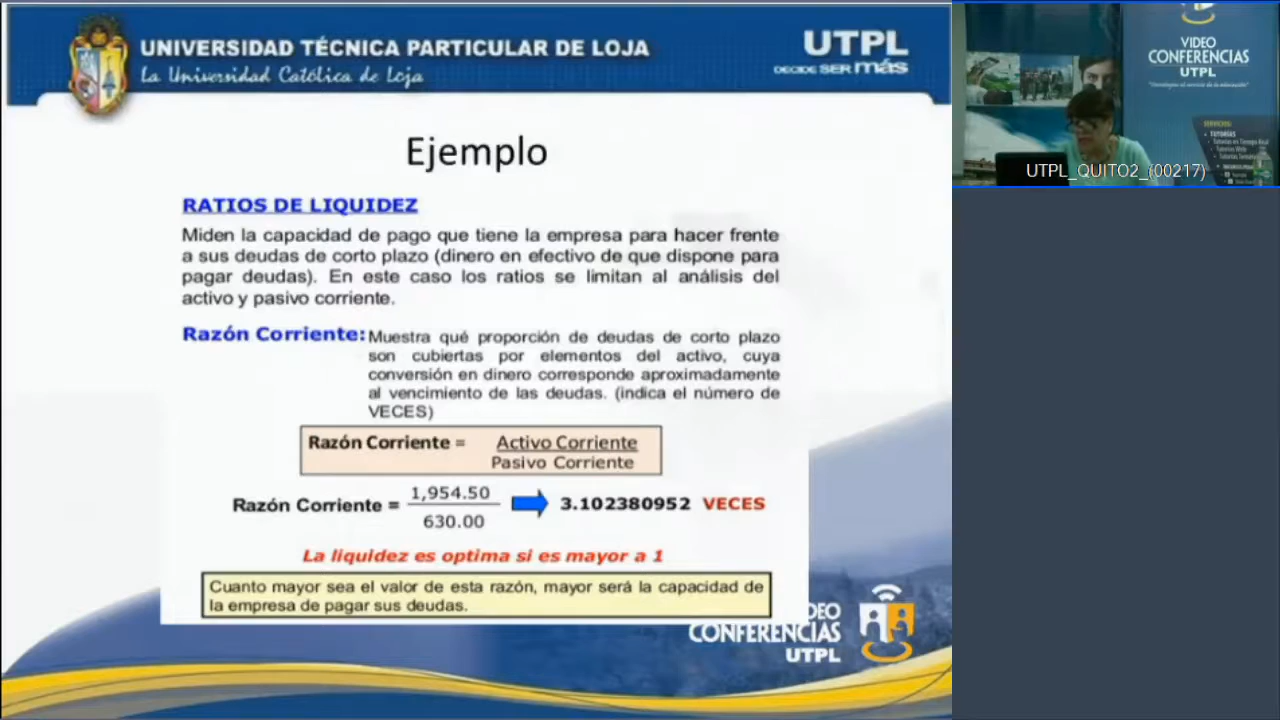 UNIVERSIDAD TÉCNICA PARTICULAR DE LOJA
La Universidad Católica de Loja
UTPL
DECIDE SER más
Ejemplo
RATIOS DE LIQUIDEZ
Miden la capacidad de pago que tiene la empresa para hacer frente
a sus deudas de corto plazo (dinero en efectivo de que dispone para
pagar deudas). En este caso los ratios se limitan al análisis del
activo y pasivo corriente.
Razón Corriente: Muestra qué proporción de deudas de corto plazo
son cubiertas por elementos del activo, cuya
conversión en dinero corresponde aproximadamente
al vencimiento de las deudas. (indica el número de
VECES)
Razón Corriente = Activo Corriente
Pasivo Corriente
Razón Corriente = 1,954.50
630.00
3.102380952 VECES
La liquidez es optima si es mayor a 1
Cuanto mayor sea el valor de esta razón, mayor será la capacidad de
la empresa de pagar sus deudas.
DEO
CONFERENCIAS
UTPL
VIDEO
CONFERENCIAS
UTPL
SERVICIOS:
TUTORÍAS
UTPL_QUITO2_(00217)